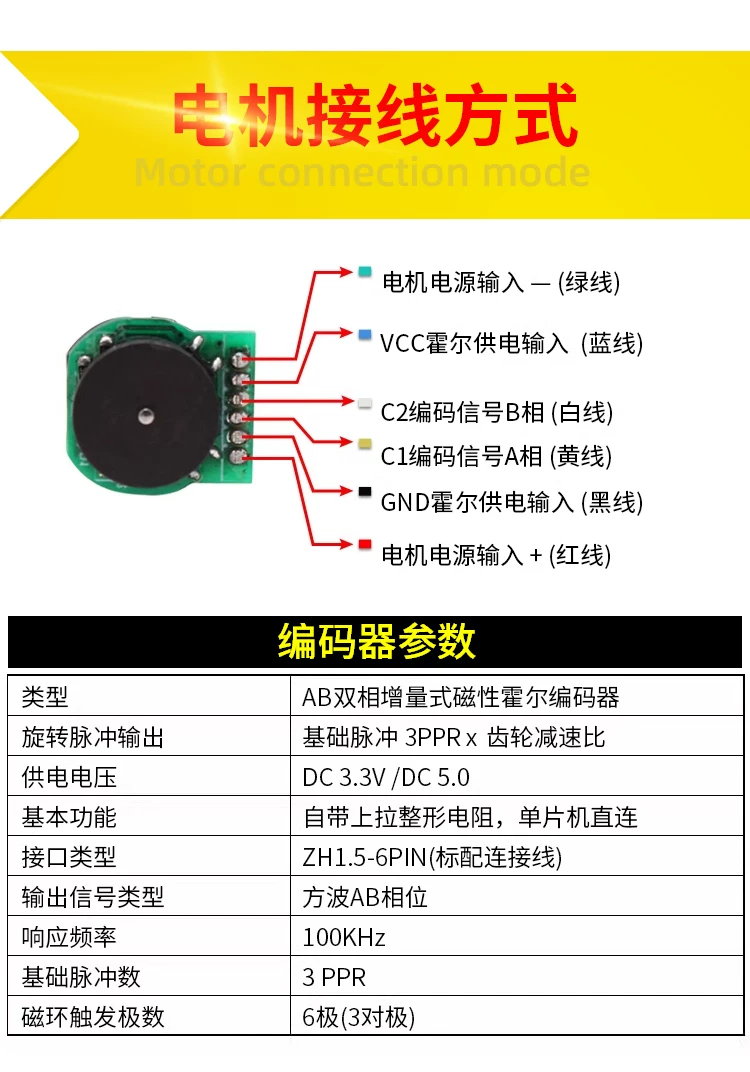 电机接线方式
Motor connection mode
电机电源输入 — (绿线)
VCC霍尔供电输入 (蓝线)
C2编码信号B相 (白线)
C1编码信号A相 (黄线)
GND霍尔供电输入 (黑线)
电机电源输入 + (红线)
编码器参数
类型 AB双相增量式磁性霍尔编码器
旋转脉冲输出 基础脉冲 3PPR x 齿轮减速比
供电电压 DC 3.3V /DC 5.0
基本功能 自带上拉整形电阻，单片机直连
接口类型 ZH1.5-6PIN(标配连接线)
输出信号类型 方波AB相位
响应频率 100KHz
基础脉冲数 3 PPR
磁环触发极数 6极(3对极)